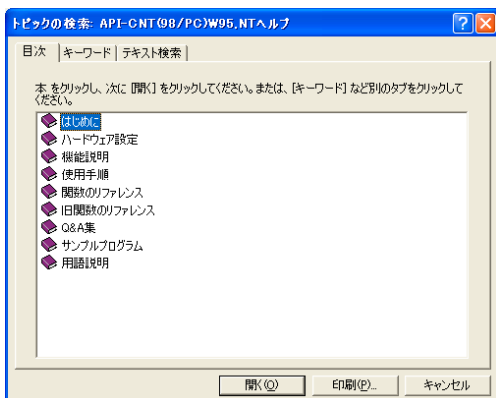 トピックの検索: API-CNT(98/PC)W95,NTヘルプ
目次 キーワード テキスト検索
本 をクリックし、次に [開く] をクリックしてください。または、[キーワード] など別のタブをクリックして
ください。
はじめに
ハードウェア設定
機能説明
使用手順
関数のリファレンス
旧関数のリファレンス
Q&A集
サンプルプログラム
用語説明
開く(O) 印刷(P)... キャンセル